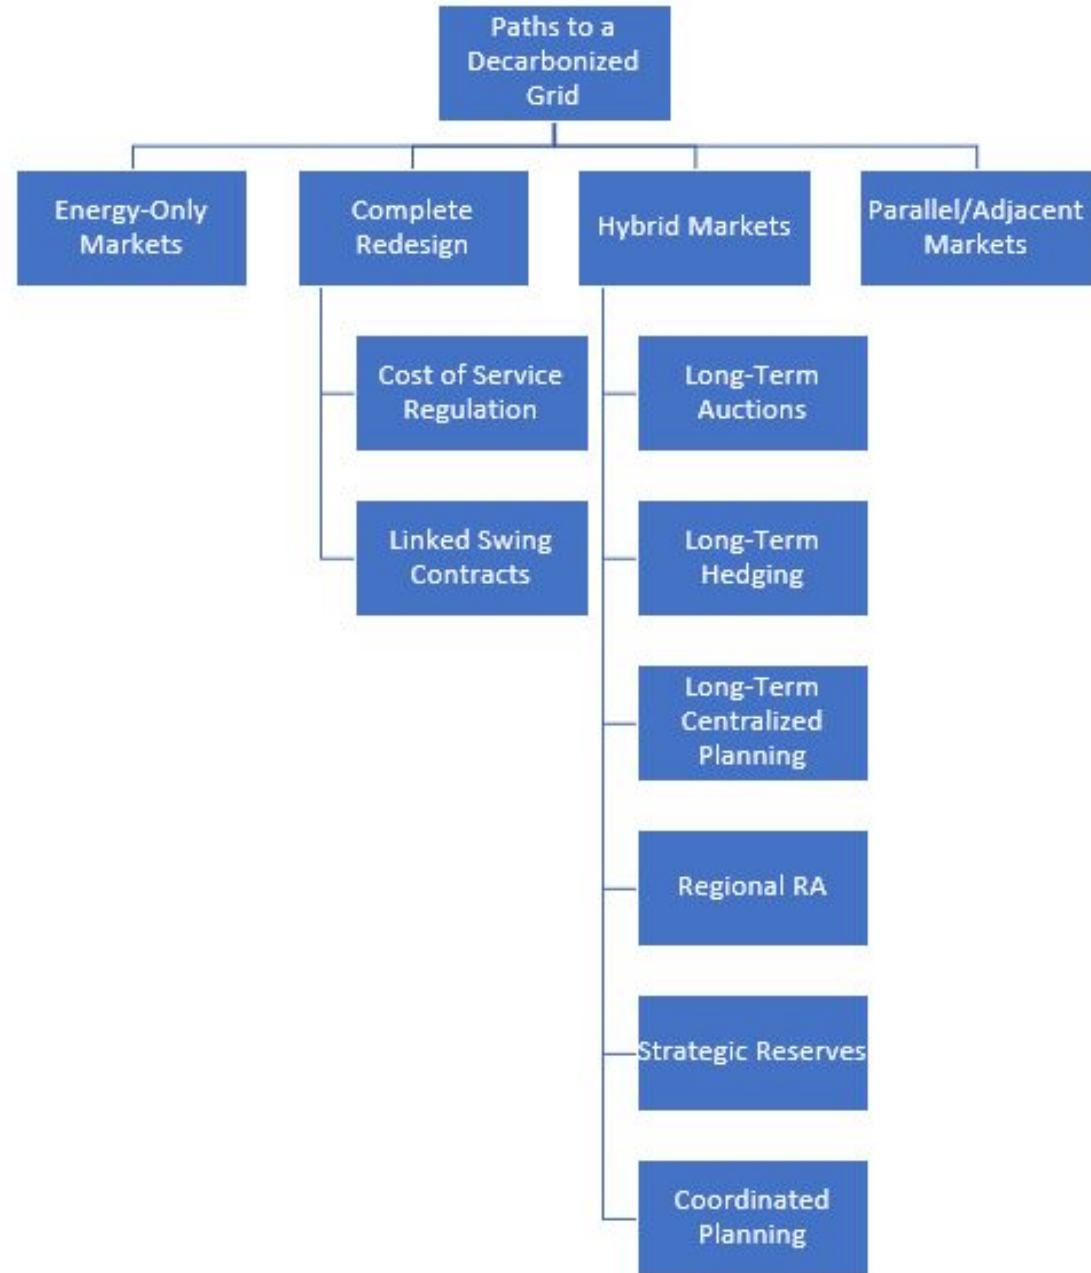 Paths to a
Decarbonized
Grid
Energy-Only
Markets
Complete
Redesign
Hybrid Markets
Parallel/Adjacent
Markets
Cost of Service
Regulation
Linked Swing
Contracts
Long-Term
Auctions
Long-Term
Hedging
Long-Term
Centralized
Planning
Regional RA
Strategic Reserves
Coordinated
Planning